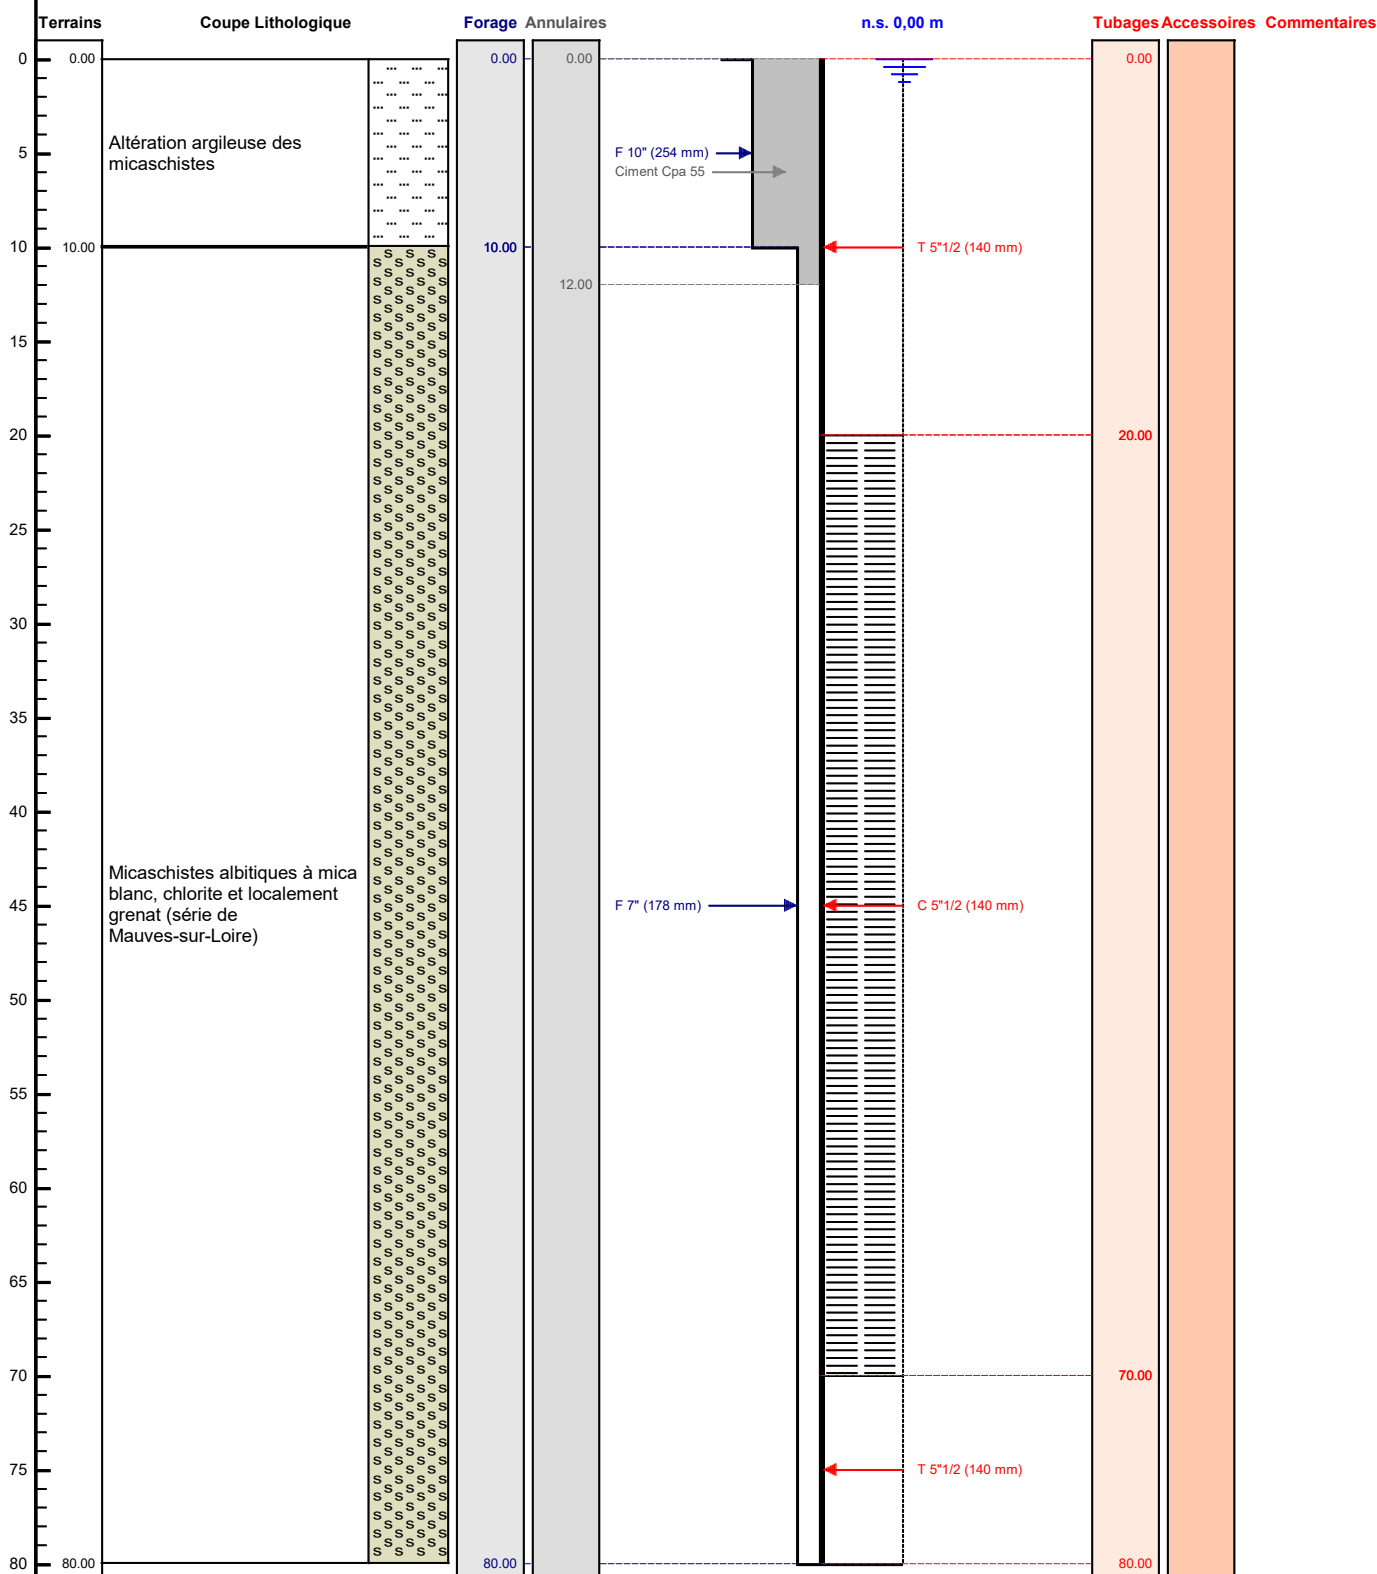 Terrains Coupe Lithologique Forage Annulaires n.s. 0,00 m Tubages Accessoires Commentaires
0 0.00 0.00 0.00 0.00
Altération argileuse des
micaschistes
5 F 10" (254 mm)
Ciment Cpa 55
10 10.00 10.00 T 5"1/2 (140 mm)
12.00
15
20 20.00
25
30
35
40
Micaschistes albitiques à mica
blanc, chlorite et localement
grenat (série de
Mauves-sur-Loire)
45 F 7" (178 mm) C 5"1/2 (140 mm)
50
55
60
65
70 70.00
75 T 5"1/2 (140 mm)
80 80.00 80.00 80.00